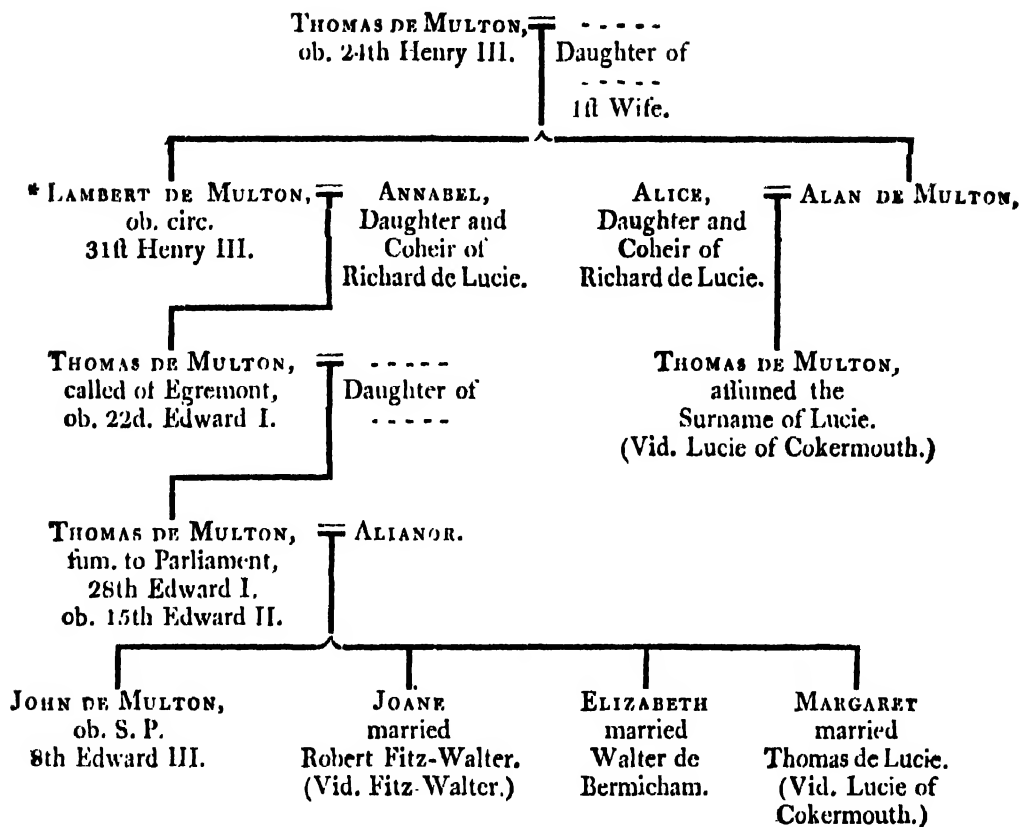 THOMAS DE MULTON,
ob. 24th Henry III.
- - - - -
Daughter of
- - - - -
1ſt Wife.
* LAMBERT DE MULTON,
ob. circ.
31ſt Henry III.
ANNABEL,
Daughter and
Coheir of
Richard de Lucie.
ALICE,
Daughter and
Coheir of
Richard de Lucie.
ALAN DE MULTON,
THOMAS DE MULTON,
called of Egremont,
ob. 22d. Edward I.
- - - - -
Daughter of
- - - - -
THOMAS DE MULTON,
aſſumed the
Surname of Lucie.
(Vid. Lucie of Cokermouth.)
THOMAS DE MULTON,
ſum. to Parliament,
28th Edward I.
ob. 15th Edward II.
ALIANOR.
JOHN DE MULTON,
ob. S. P.
8th Edward III.
JOANE
married
Robert Fitz-Walter.
(Vid. Fitz-Walter.)
ELIZABETH
married
Walter de
Bermicham.
MARGARET
married
Thomas de Lucie.
(Vid. Lucie of
Cokermouth.)